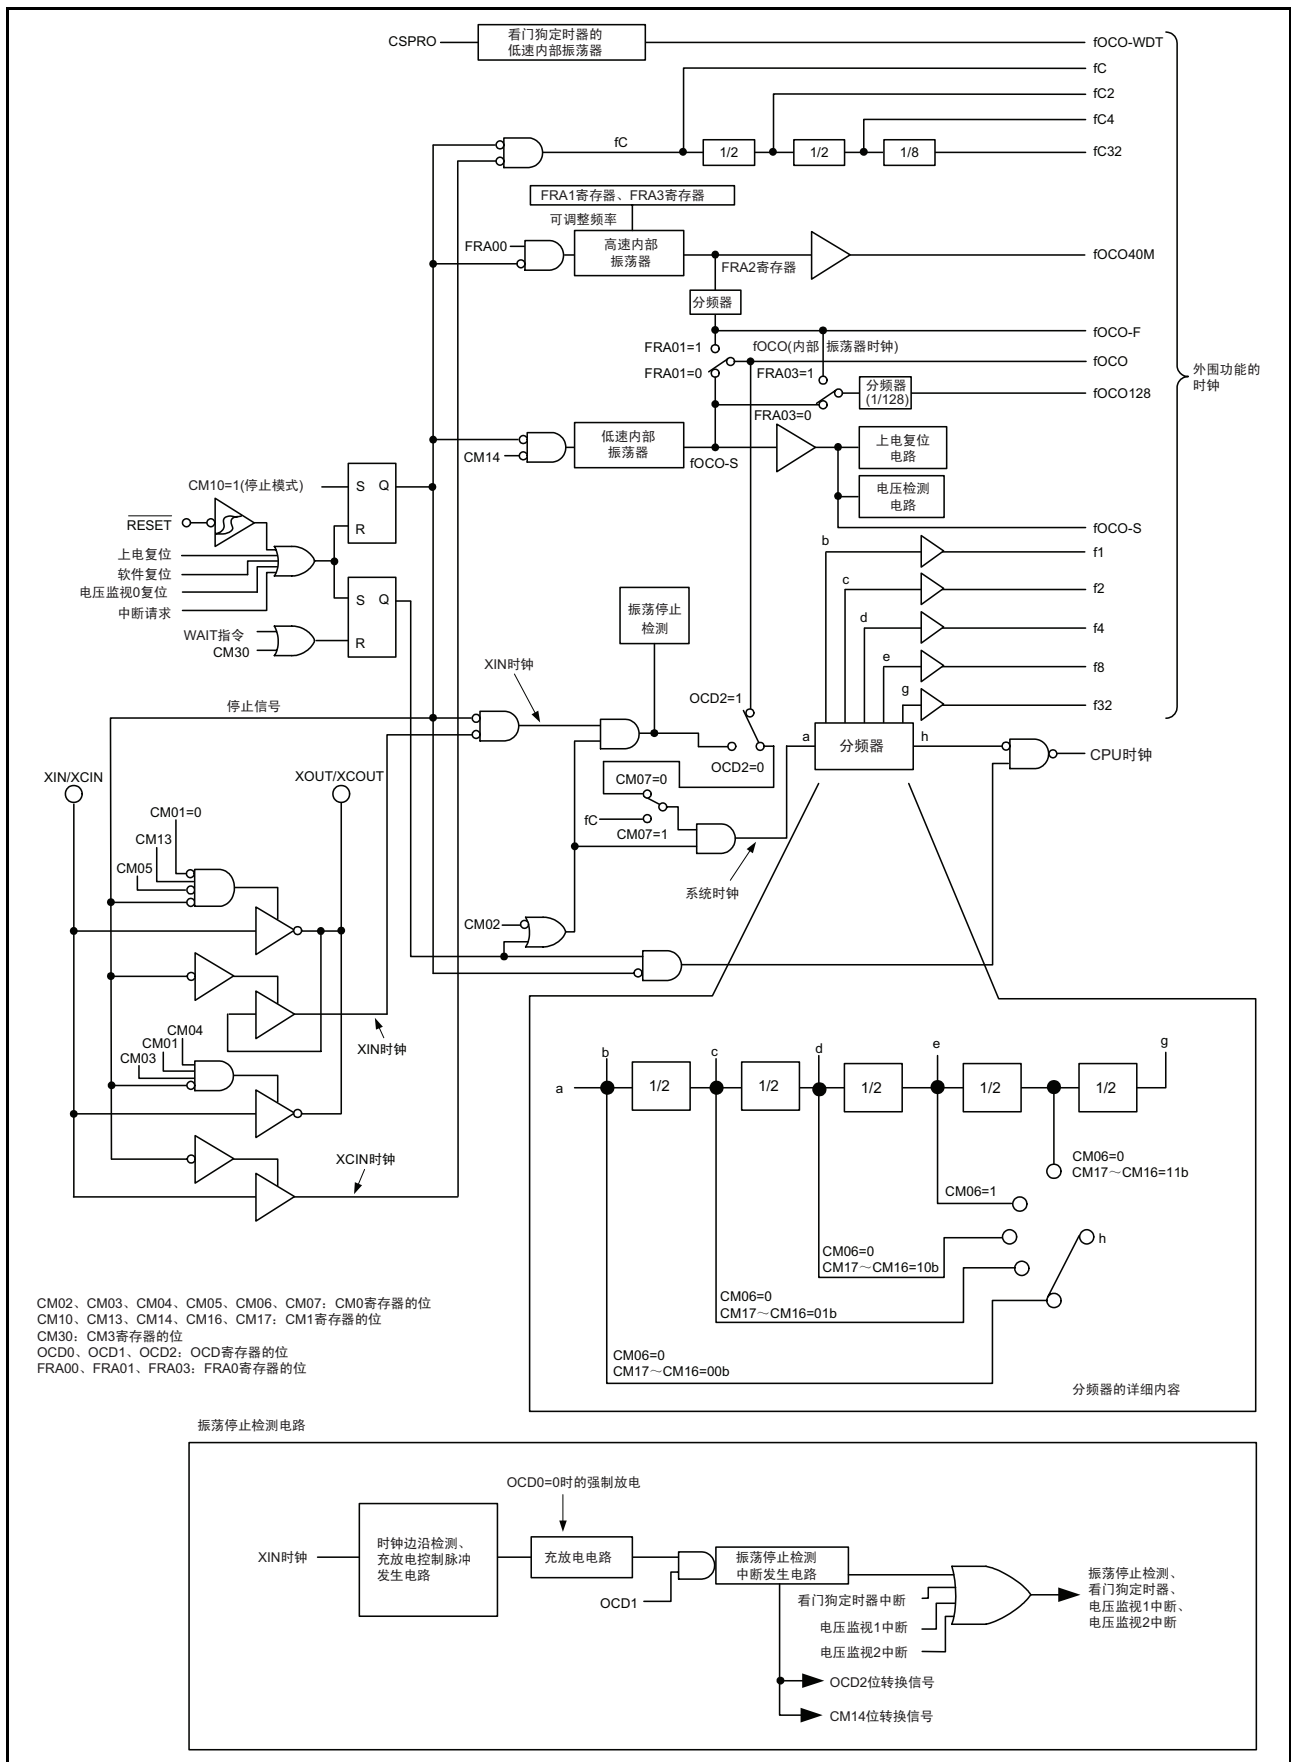 CSPRO
看门狗定时器的
低速内部振荡器
fOCO-WDT
fC
fC2
fC4
fC
1/2
1/2
1/8
fC32
FRA1寄存器、FRA3寄存器
可调整频率
FRA00
高速内部
振荡器
FRA2寄存器
fOCO40M
分频器
fOCO-F
FRA01=1
fOCO(内部 振荡器时钟)
fOCO
FRA01=0
FRA03=1
分频器
(1/128)
fOCO128
外围功能的
时钟
FRA03=0
低速内部
振荡器
CM14
fOCO-S
上电复位
电路
电压检测
电路
fOCO-S
CM10=1(停止模式)
S
Q
R
RESET
上电复位
软件复位
电压监视0复位
中断请求
S
Q
R
WAIT指令
CM30
b
f1
c
f2
d
f4
e
f8
g
f32
振荡停止
检测
XIN时钟
停止信号
OCD2=1
OCD2=0
a
分频器
h
CPU时钟
XIN/XCIN
XOUT/XCOUT
CM07=0
fC
CM07=1
系统时钟
CM01=0
CM13
CM05
CM02
XIN时钟
CM04
CM01
CM03
XCIN时钟
a
b
1/2
c
1/2
d
1/2
e
1/2
1/2
g
CM06=0
CM17～CM16=11b
CM06=1
CM06=0
CM17～CM16=10b
h
CM06=0
CM17～CM16=01b
CM06=0
CM17～CM16=00b
分频器的详细内容
CM02、CM03、CM04、CM05、CM06、CM07：CM0寄存器的位
CM10、CM13、CM14、CM16、CM17：CM1寄存器的位
CM30：CM3寄存器的位
OCD0、OCD1、OCD2：OCD寄存器的位
FRA00、FRA01、FRA03：FRA0寄存器的位
振荡停止检测电路
OCD0=0时的强制放电
XIN时钟
时钟边沿检测、
充放电控制脉冲
发生电路
充放电电路
OCD1
振荡停止检测
中断发生电路
看门狗定时器中断
电压监视1中断
电压监视2中断
振荡停止检测、
看门狗定时器、
电压监视1中断、
电压监视2中断
OCD2位转换信号
CM14位转换信号